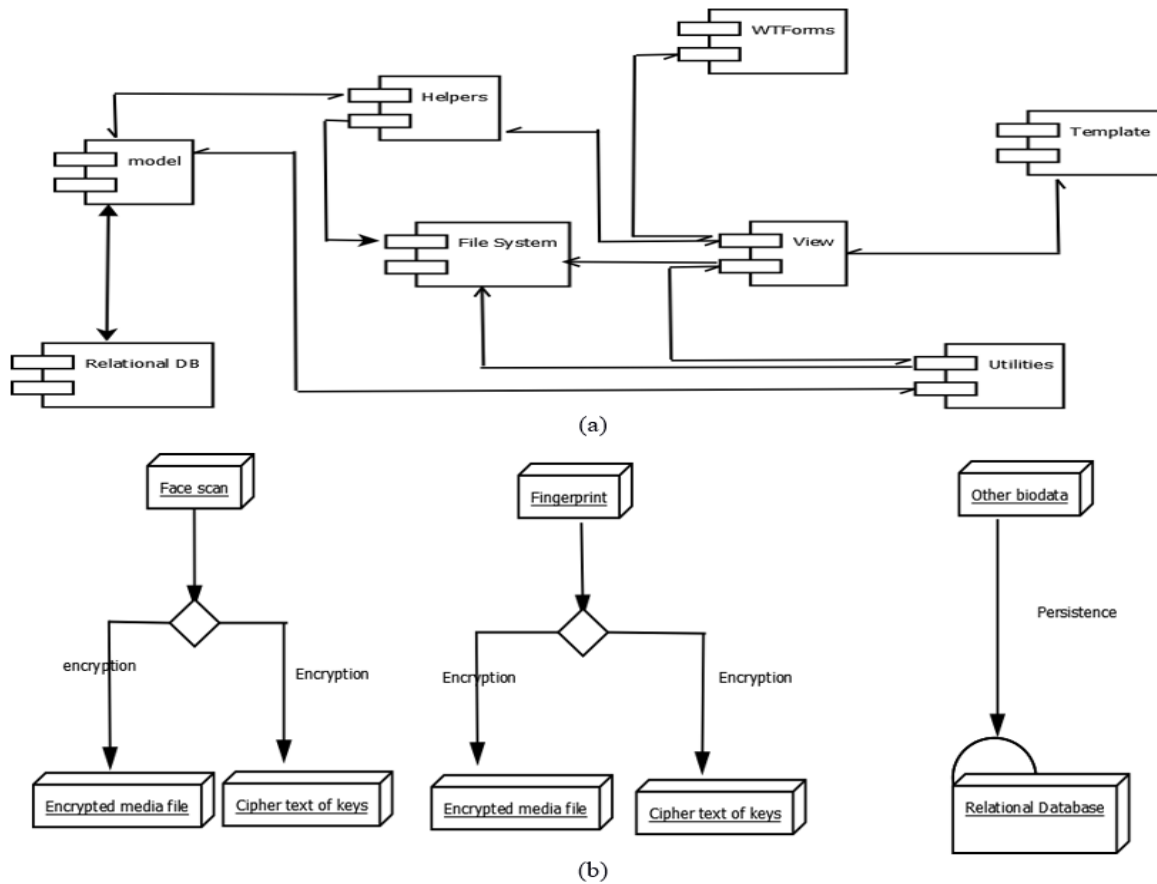 WTForms
Helpers
Template
model
File System
View
Relational DB
Utilities
(a)
Face scan
Fingerprint
Other biodata
Persistence
encryption
Encryption
Encryption
Encryption
Encrypted media file
Cipher text of keys
Encrypted media file
Cipher text of keys
Relational Database
(b)